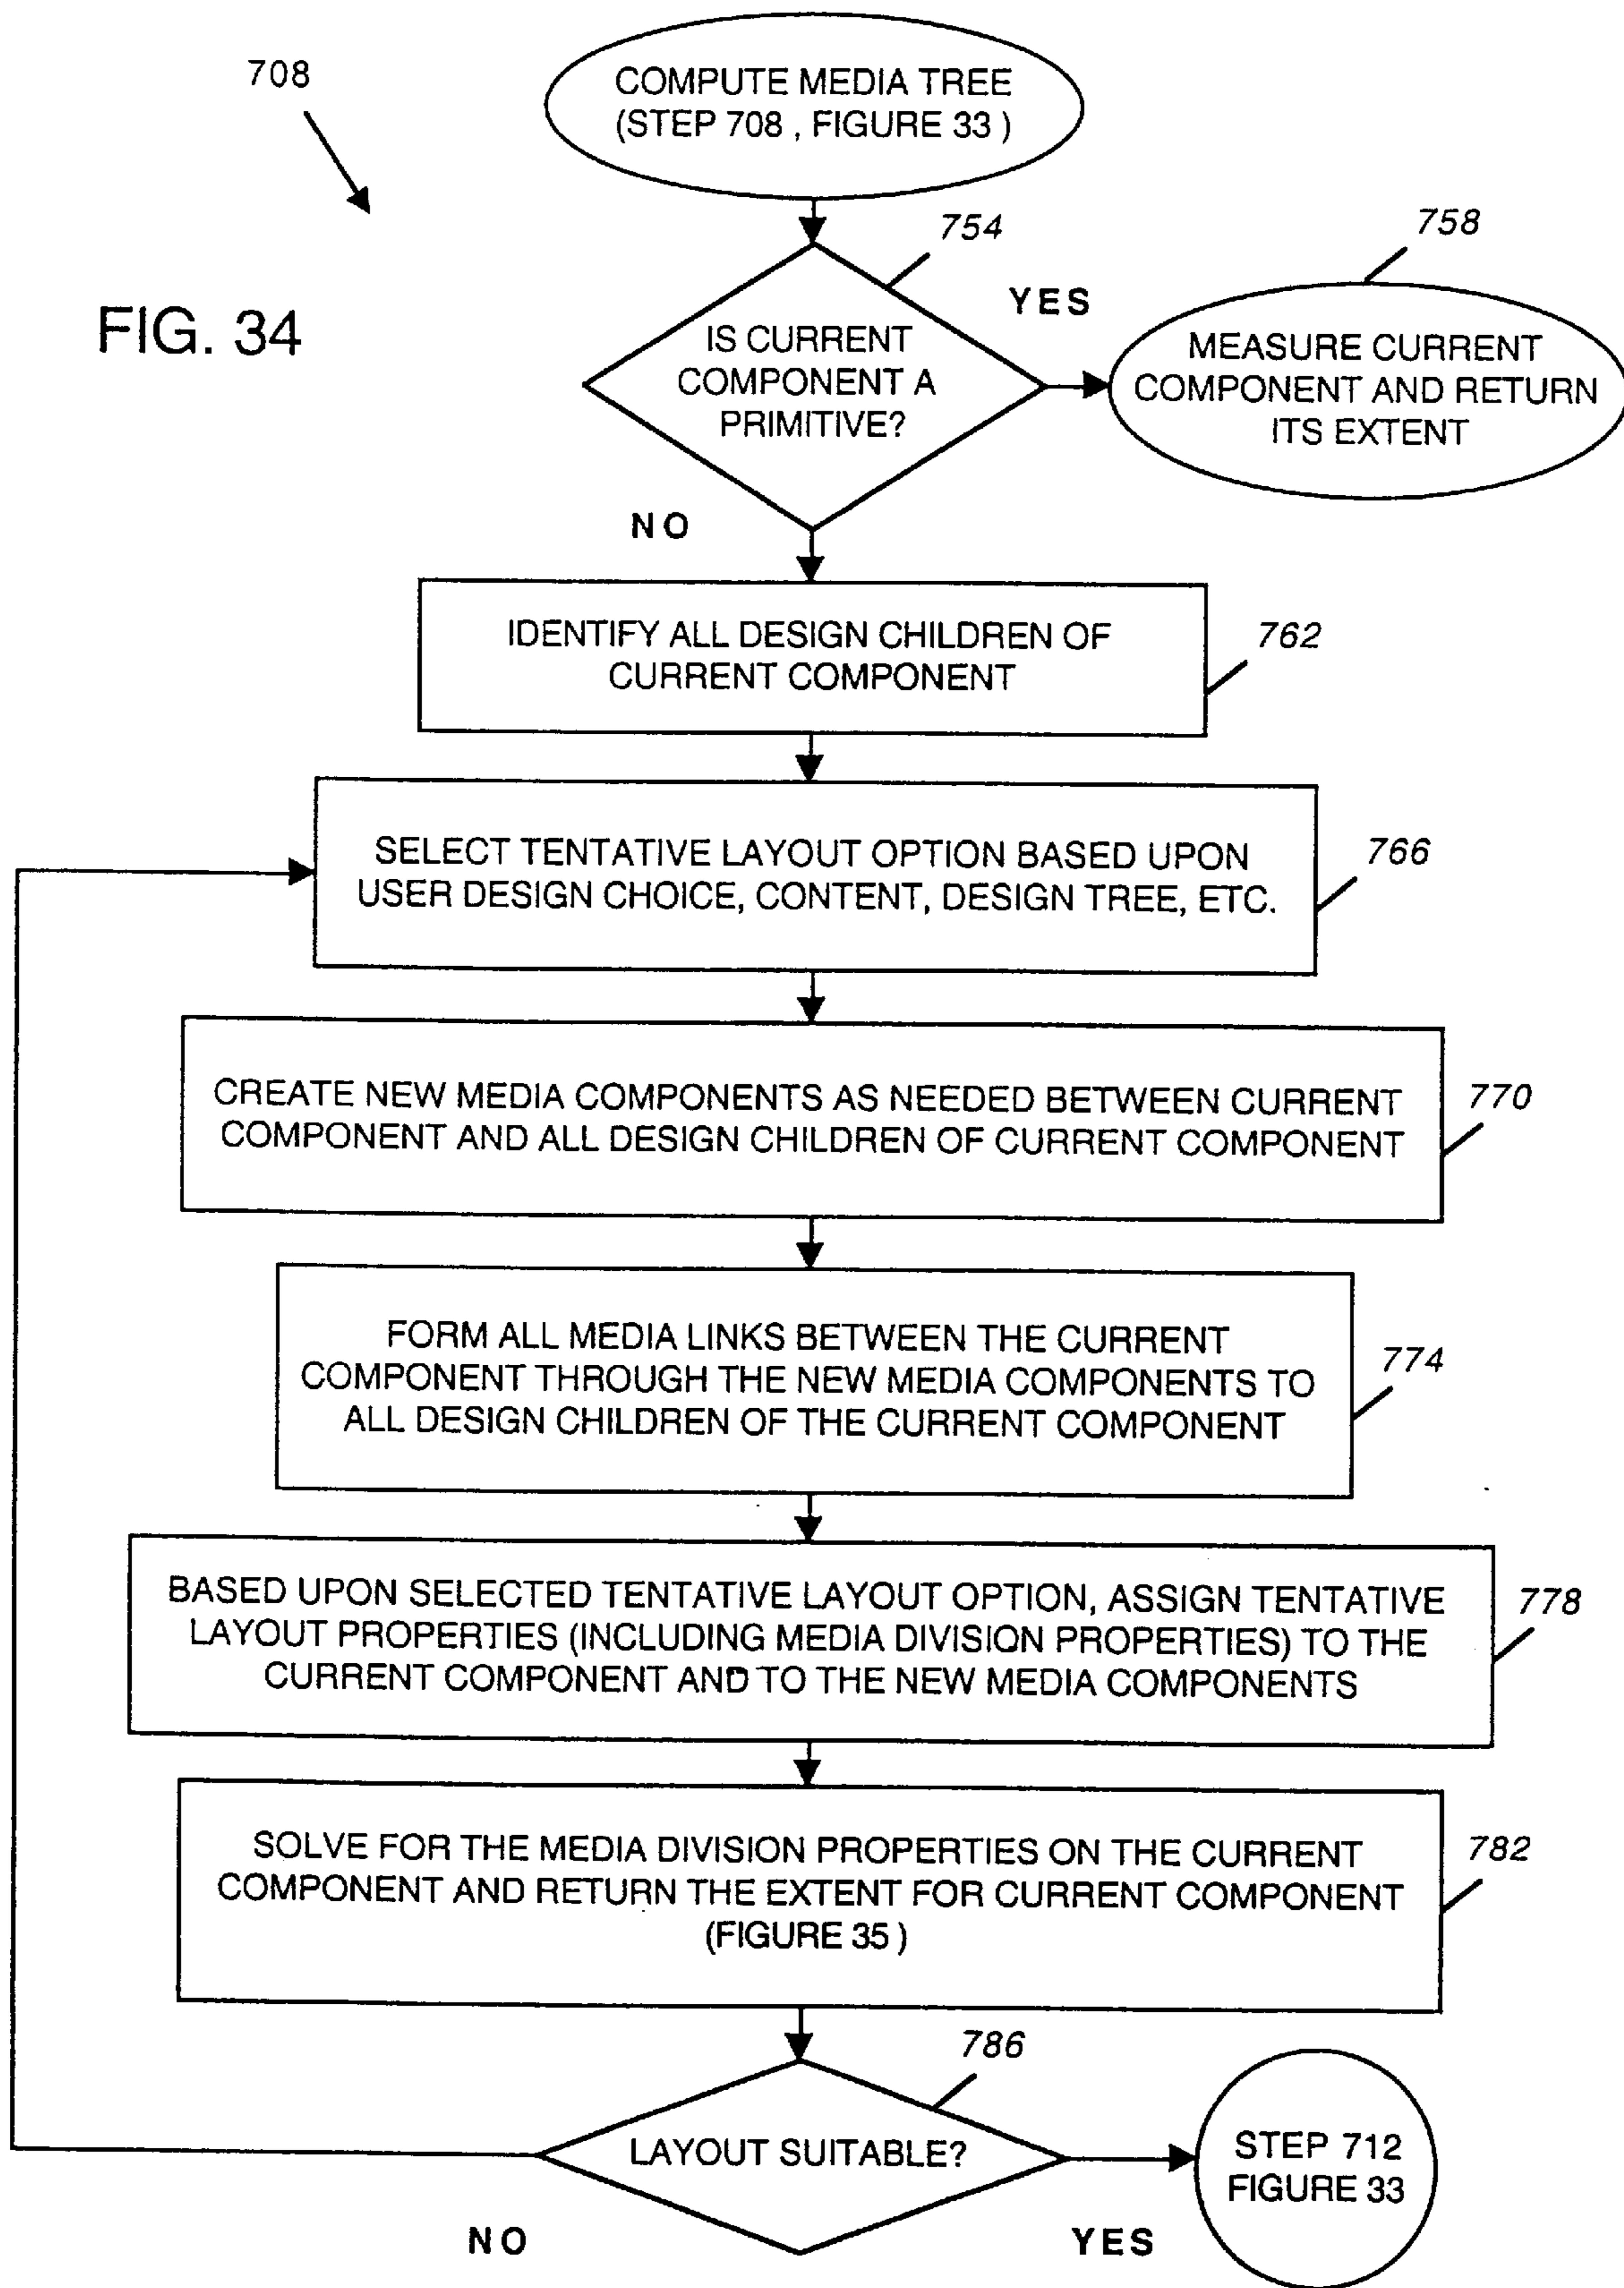 708
COMPUTE MEDIA TREE
(STEP 708 , FIGURE 33 )
754
758
FIG. 34
YES
IS CURRENT
COMPONENT A
PRIMITIVE?
MEASURE CURRENT
COMPONENT AND RETURN
ITS EXTENT
NO
IDENTIFY ALL DESIGN CHILDREN OF
CURRENT COMPONENT
762
SELECT TENTATIVE LAYOUT OPTION BASED UPON
USER DESIGN CHOICE, CONTENT, DESIGN TREE, ETC.
766
CREATE NEW MEDIA COMPONENTS AS NEEDED BETWEEN CURRENT
COMPONENT AND ALL DESIGN CHILDREN OF CURRENT COMPONENT
770
FORM ALL MEDIA LINKS BETWEEN THE CURRENT
COMPONENT THROUGH THE NEW MEDIA COMPONENTS TO
ALL DESIGN CHILDREN OF THE CURRENT COMPONENT
774
BASED UPON SELECTED TENTATIVE LAYOUT OPTION, ASSIGN TENTATIVE
LAYOUT PROPERTIES (INCLUDING MEDIA DIVISION PROPERTIES) TO THE
CURRENT COMPONENT AND TO THE NEW MEDIA COMPONENTS
778
SOLVE FOR THE MEDIA DIVISION PROPERTIES ON THE CURRENT
COMPONENT AND RETURN THE EXTENT FOR CURRENT COMPONENT
(FIGURE 35 )
782
786
LAYOUT SUITABLE?
STEP 712
FIGURE 33
NO
YES